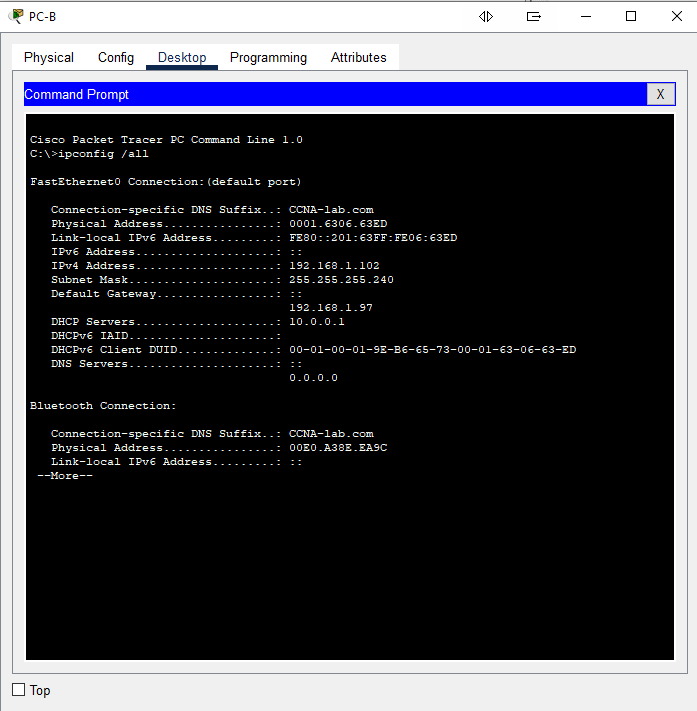 PC-B
Physical Config Desktop Programming Attributes
Command Prompt X
Cisco Packet Tracer PC Command Line 1.0
C:\>ipconfig /all
FastEthernet0 Connection:(default port)
Connection-specific DNS Suffix..: CCNA-lab.com
Physical Address................: 0001.6306.63ED
Link-local IPv6 Address.........: FE80::201:63FF:FE06:63ED
IPv6 Address....................: ::
IPv4 Address....................: 192.168.1.102
Subnet Mask.....................: 255.255.255.240
Default Gateway.................: ::
192.168.1.97
DHCP Servers....................: 10.0.0.1
DHCPv6 IAID.....................:
DHCPv6 Client DUID..............: 00-01-00-01-9E-B6-65-73-00-01-63-06-63-ED
DNS Servers.....................: ::
0.0.0.0
Bluetooth Connection:
Connection-specific DNS Suffix..: CCNA-lab.com
Physical Address................: 00E0.A38E.EA9C
Link-local IPv6 Address.........: ::
--More--
Top